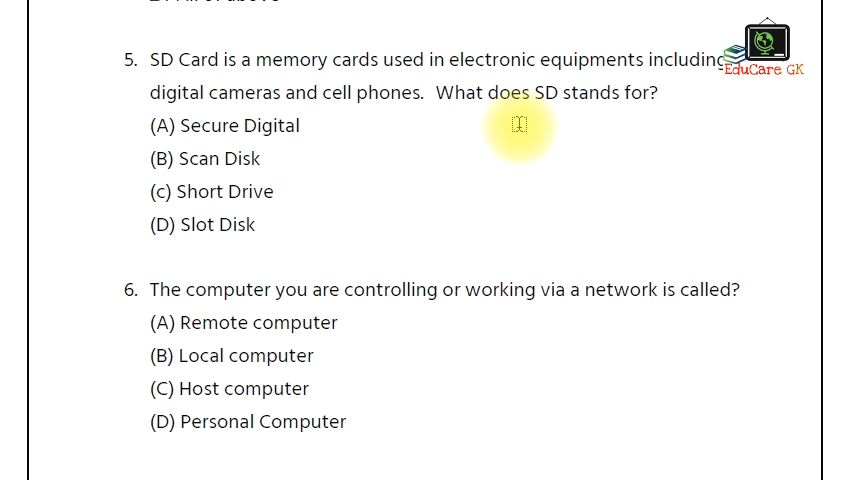 5. SD Card is a memory cards used in electronic equipments including
digital cameras and cell phones. What does SD stands for?
(A) Secure Digital
(B) Scan Disk
(c) Short Drive
(D) Slot Disk
6. The computer you are controlling or working via a network is called?
(A) Remote computer
(B) Local computer
(C) Host computer
(D) Personal Computer
EduCare GK